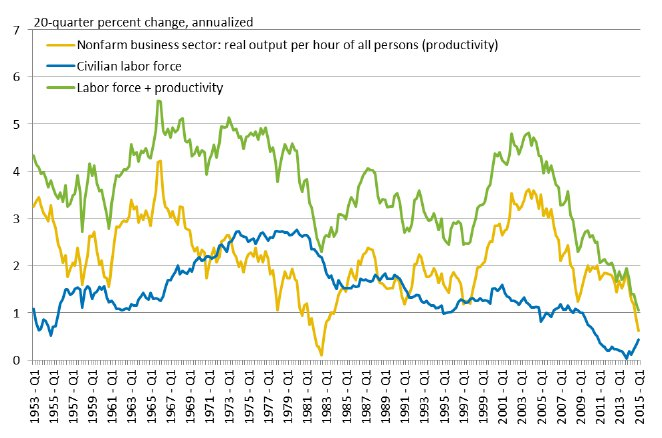 20-quarter percent change, annualized
7
Nonfarm business sector: real output per hour of all persons (productivity)
Civilian labor force
6
Labor force + productivity
5
4
3
2
1
0
1953 - Q1
1955 - Q1
1957 - Q1
1959 - Q1
1961 - Q1
1963 - Q1
1965 - Q1
1967 - Q1
1969 - Q1
1971 - Q1
1973 - Q1
1975 - Q1
1977 - Q1
1979 - Q1
1981 - Q1
1983 - Q1
1985 - Q1
1987 - Q1
1989 - Q1
1991 - Q1
1993 - Q1
1995 - Q1
1997 - Q1
1999 - Q1
2001 - Q1
2003 - Q1
2005 - Q1
2007 - Q1
2009 - Q1
2011 - Q1
2013 - Q1
2015 - Q1